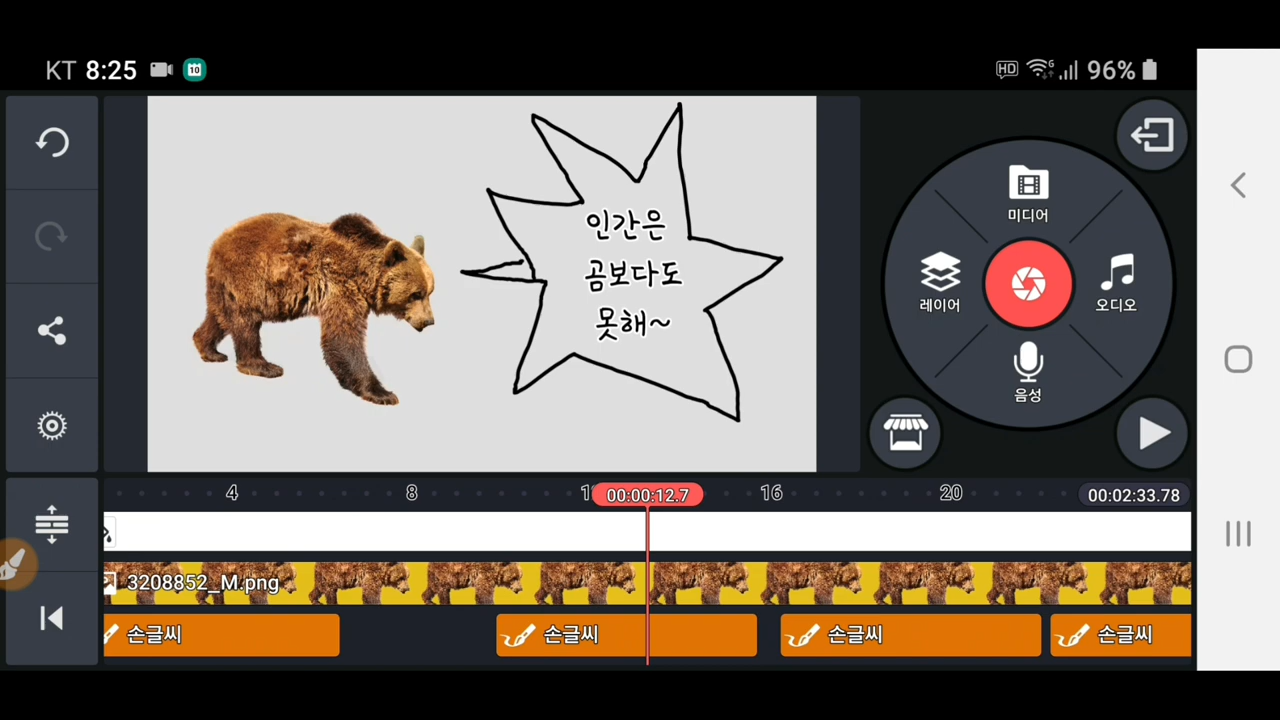 KT 8:25
10
HD
96%
인간은
곰보다도
못해~
미디어
레이어
오디오
음성
4
8
00:00:12.7
16
20
00:02:33.78
3208852_M.png
손글씨
손글씨
손글씨
손글씨